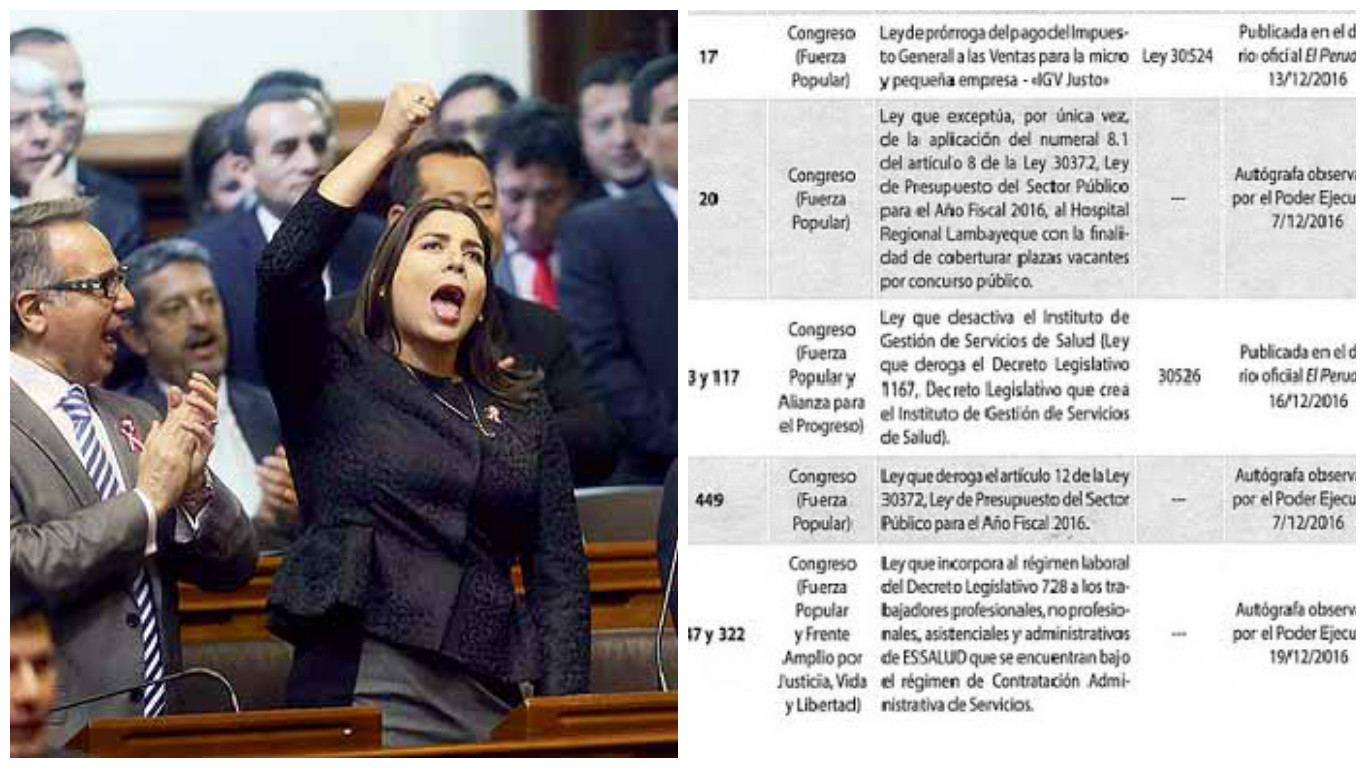 17
Congreso
(Fuerza
Popular)
Ley de prórroga del pago del Impues-
to General a las Ventas para la micro
y pequeña empresa - «IGV Justo»
Ley 30524
Publicada en el d
rio oficial El Perua
13/12/2016
20
Congreso
(Fuerza
Popular)
Ley que exceptúa, por única vez,
de la aplicación del numeral 8.1
del artículo 8 de la Ley 30372, Ley
de Presupuesto del Sector Público
para el Año Fiscal 2016, al Hospital
Regional Lambayeque con la finali-
dad de coberturar plazas vacantes
por concurso público.
---
Autógrafa observa
por el Poder Ejecu
7/12/2016
3 y 117
Congreso
(Fuerza
Popular y
Alianza para
el Progreso)
Ley que desactiva el Instituto de
Gestión de Servicios de Salud (Ley
que deroga el Decreto Legislativo
1167, Decreto Legislativo que crea
el Instituto de Gestión de Servicios
de Salud).
30526
Publicada en el d
rio oficial El Perua
16/12/2016
449
Congreso
(Fuerza
Popular)
Ley que deroga el artículo 12 de la Ley
30372, Ley de Presupuesto del Sector
Público para el Año Fiscal 2016.
---
Autógrafa observa
por el Poder Ejecu
7/12/2016
47 y 322
Congreso
(Fuerza
Popular
y Frente
Amplio por
Justicia, Vida
y Libertad)
Ley que incorpora al régimen laboral
del Decreto Legislativo 728 a los tra-
bajadores profesionales, no profesio-
nales, asistenciales y administrativos
de ESSALUD que se encuentran bajo
el régimen de Contratación Admi-
nistrativa de Servicios.
---
Autógrafa observa
por el Poder Ejecu
19/12/2016